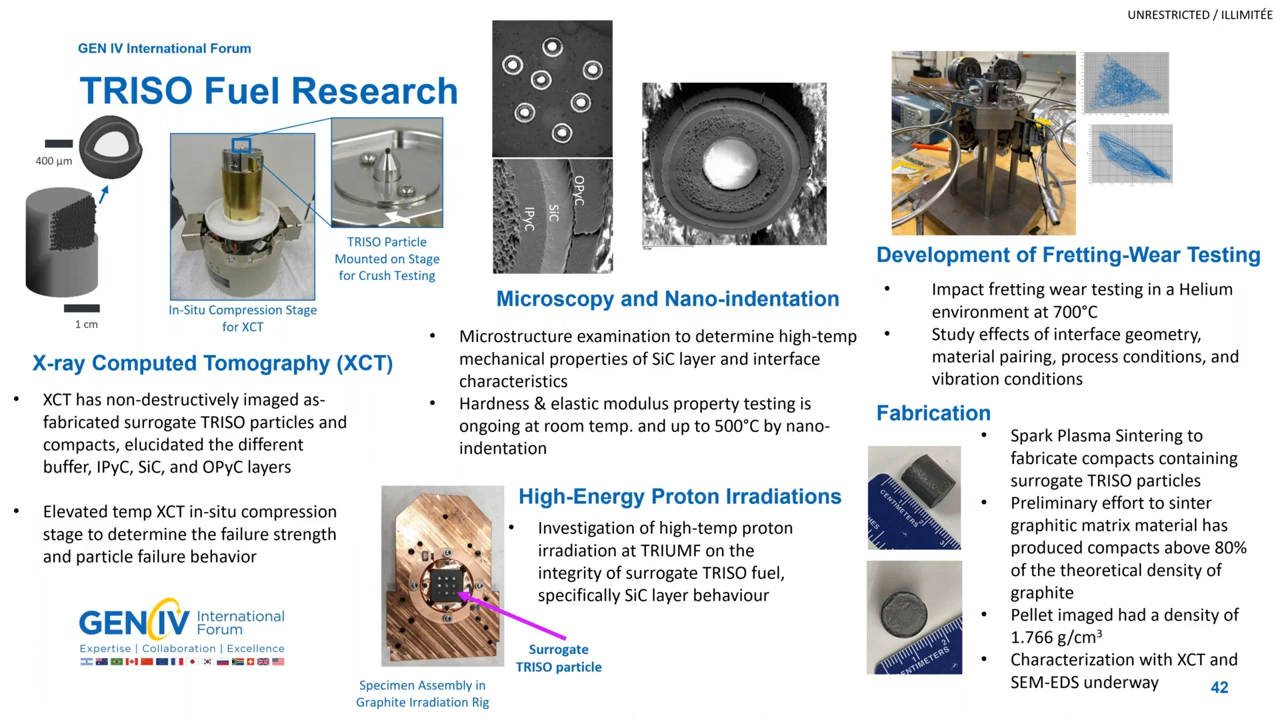 UNRESTRICTED / ILLIMITÉE
GEN IV International Forum
TRISO Fuel Research
400 µm
1 cm
In-Situ Compression Stage
for XCT
TRISO Particle
Mounted on Stage
for Crush Testing
X-ray Computed Tomography (XCT)
• XCT has non-destructively imaged as-
fabricated surrogate TRISO particles and
compacts, elucidated the different
buffer, IPyC, SiC, and OPyC layers
• Elevated temp XCT in-situ compression
stage to determine the failure strength
and particle failure behavior
GENIV International
Forum
Expertise | Collaboration | Excellence
OPyC
SiC
IPyC
Microscopy and Nano-indentation
• Microstructure examination to determine high-temp
mechanical properties of SiC layer and interface
characteristics
• Hardness & elastic modulus property testing is
ongoing at room temp. and up to 500°C by nano-
indentation
High-Energy Proton Irradiations
• Investigation of high-temp proton
irradiation at TRIUMF on the
integrity of surrogate TRISO fuel,
specifically SiC layer behaviour
Surrogate
TRISO particle
Specimen Assembly in
Graphite Irradiation Rig
Development of Fretting-Wear Testing
• Impact fretting wear testing in a Helium
environment at 700°C
• Study effects of interface geometry,
material pairing, process conditions, and
vibration conditions
Fabrication
CENTIMETERS
• Spark Plasma Sintering to
fabricate compacts containing
surrogate TRISO particles
• Preliminary effort to sinter
graphitic matrix material has
produced compacts above 80%
of the theoretical density of
graphite
• Pellet imaged had a density of
1.766 g/cm³
• Characterization with XCT and
SEM-EDS underway
42